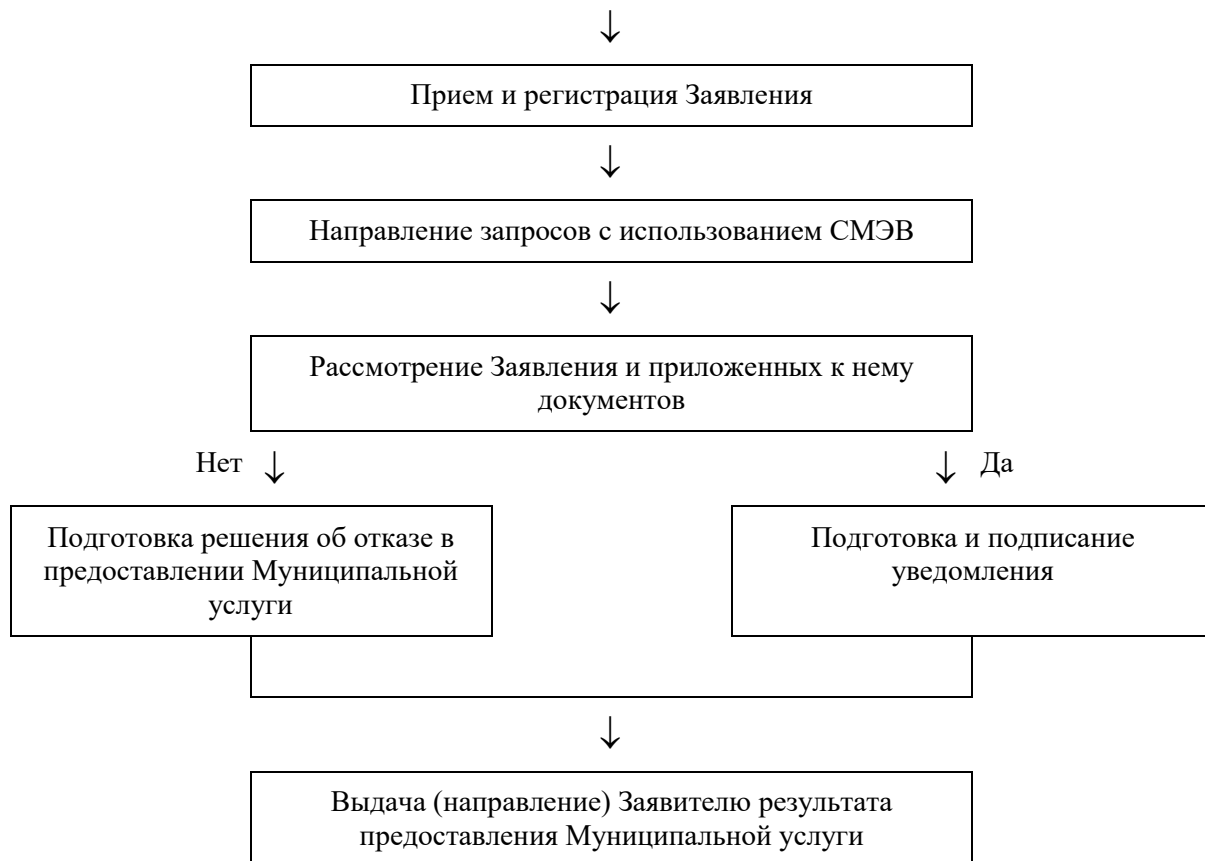 Прием и регистрация Заявления
Направление запросов с использованием СМЭВ
Рассмотрение Заявления и приложенных к нему
документов
Нет
Да
Подготовка решения об отказе в
предоставлении Муниципальной
услуги
Подготовка и подписание
уведомления
Выдача (направление) Заявителю результата
предоставления Муниципальной услуги